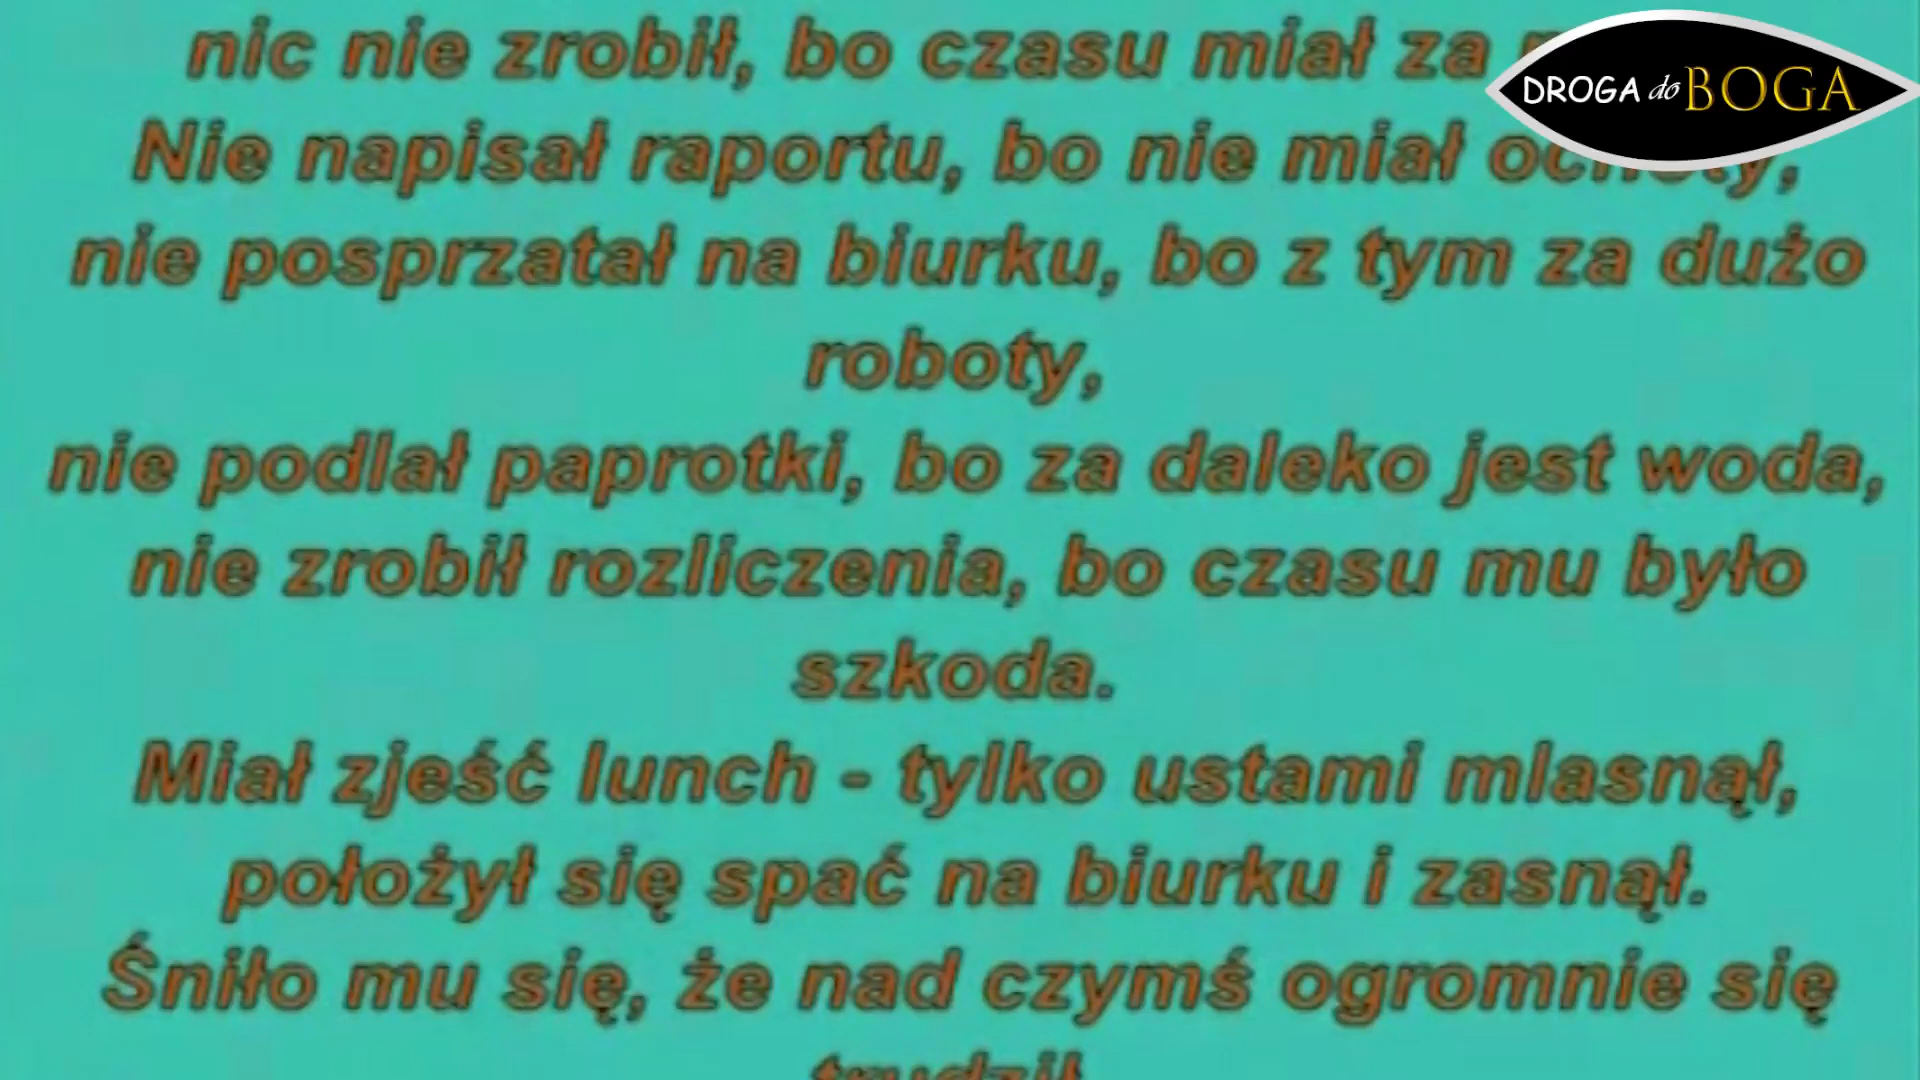 nic nie zrobił, bo czasu miał za
DROGA do BOGA
Nie napisał raportu, bo nie miał ochoty,
nie posprzatał na biurku, bo z tym za dużo
roboty,
nie podlał paprotki, bo za daleko jest woda,
nie zrobił rozliczenia, bo czasu mu było
szkoda.
Miał zjeść lunch - tylko ustami mlasnął,
położył się spać na biurku i zasnął.
Śniło mu się, że nad czymś ogromnie się
trudził